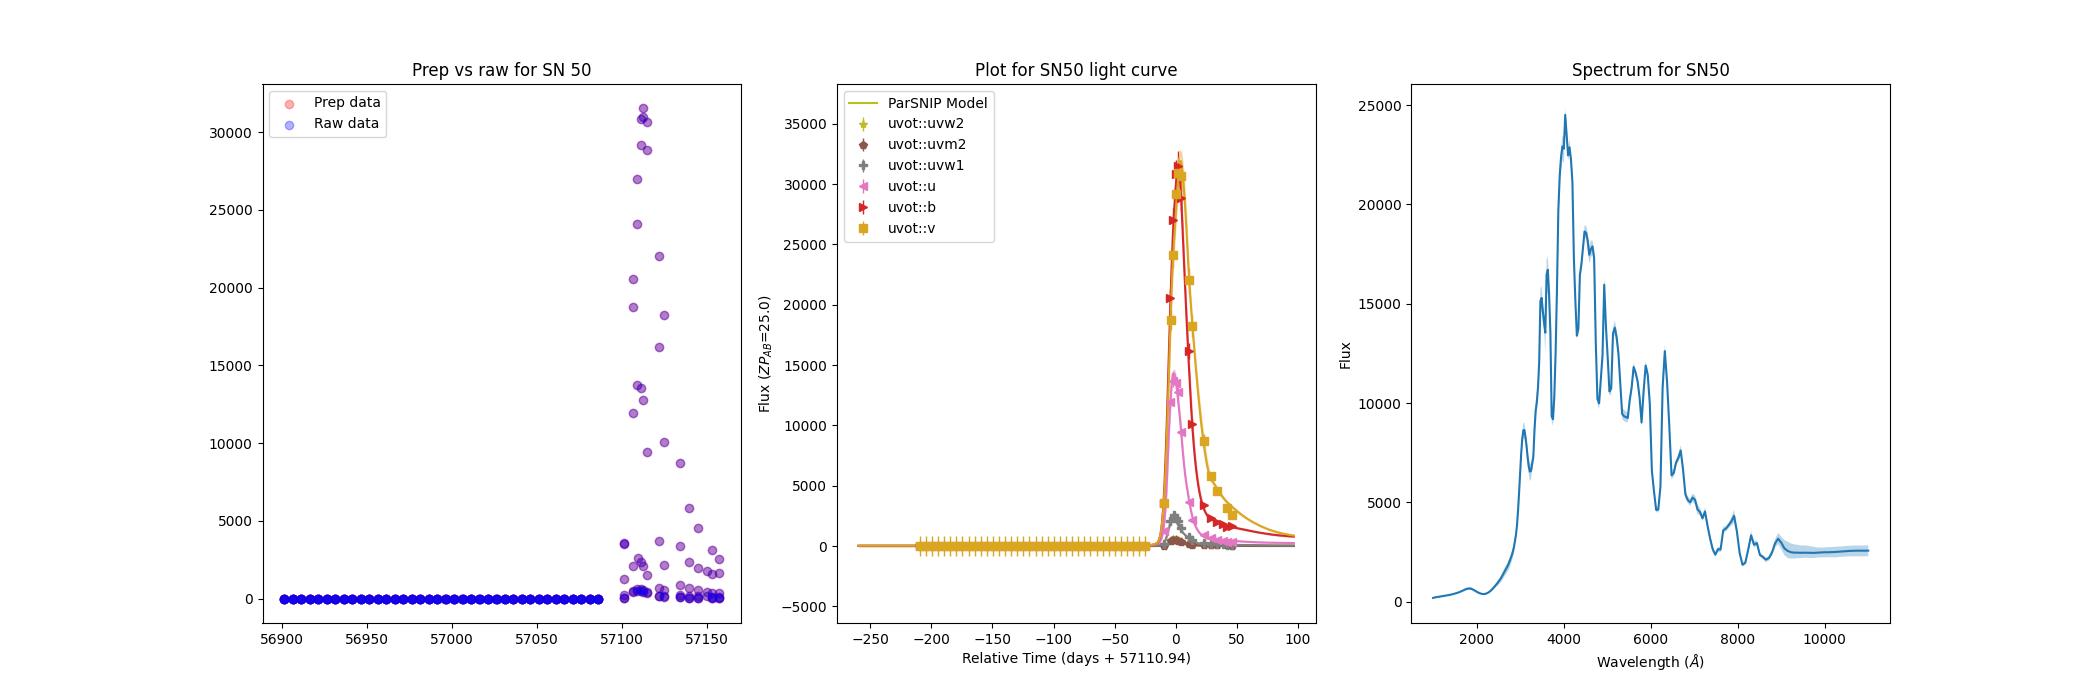 Prep vs raw for SN 50
Prep data
Raw data
30000
25000
20000
15000
10000
5000
0
56900
56950
57000
57050
57100
57150
Plot for SN50 light curve
ParSNIP Model
uvot::uvw2
uvot::uvm2
uvot::uvw1
uvot::u
uvot::b
uvot::v
Flux (ZP_AB=25.0)
35000
30000
25000
20000
15000
10000
5000
0
−5000
−250
−200
−150
−100
−50
0
50
100
Relative Time (days + 57110.94)
Spectrum for SN50
Flux
25000
20000
15000
10000
5000
0
2000
4000
6000
8000
10000
Wavelength (Å)